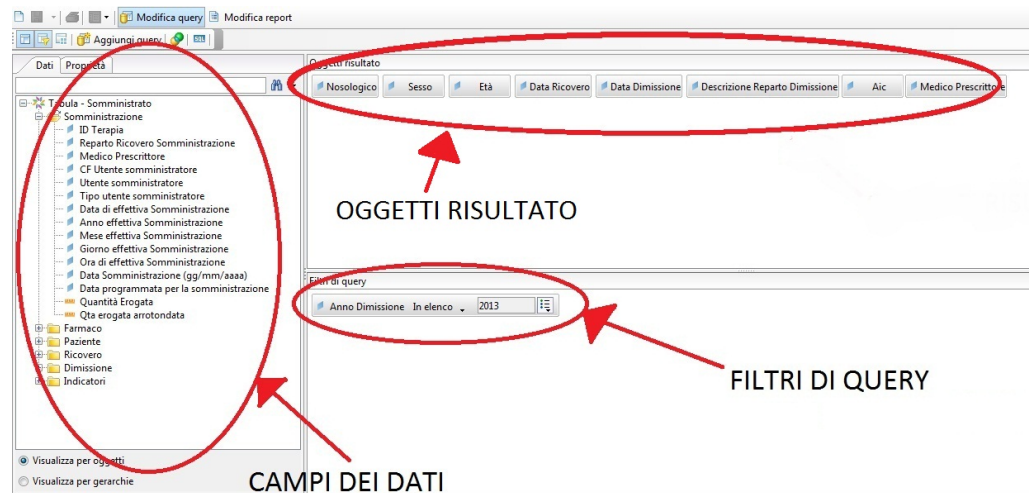 Modifica query Modifica report
Aggiungi query SQL
Dati Proprietà
Tabula - Somministrato
Somministrazione
ID Terapia
Reparto Ricovero Somministrazione
Medico Prescrittore
CF Utente somministratore
Utente somministratore
Tipo utente somministratore
Data di effettiva Somministrazione
Anno effettiva Somministrazione
Mese effettiva Somministrazione
Giorno effettiva Somministrazione
Ora di effettiva Somministrazione
Data Somministrazione (gg/mm/aaaa)
Data programmata per la somministrazione
Quantità Erogata
Qta erogata arrotondata
Farmaco
Paziente
Ricovero
Dimissione
Indicatori
Visualizza per oggetti
Visualizza per gerarchie
Oggetti risultato
Nosologico Sesso Età Data Ricovero Data Dimissione Descrizione Reparto Dimissione Aic Medico Prescrittore
OGGETTI RISULTATO
Filtri di query
Anno Dimissione In elenco 2013
FILTRI DI QUERY
CAMPI DEI DATI